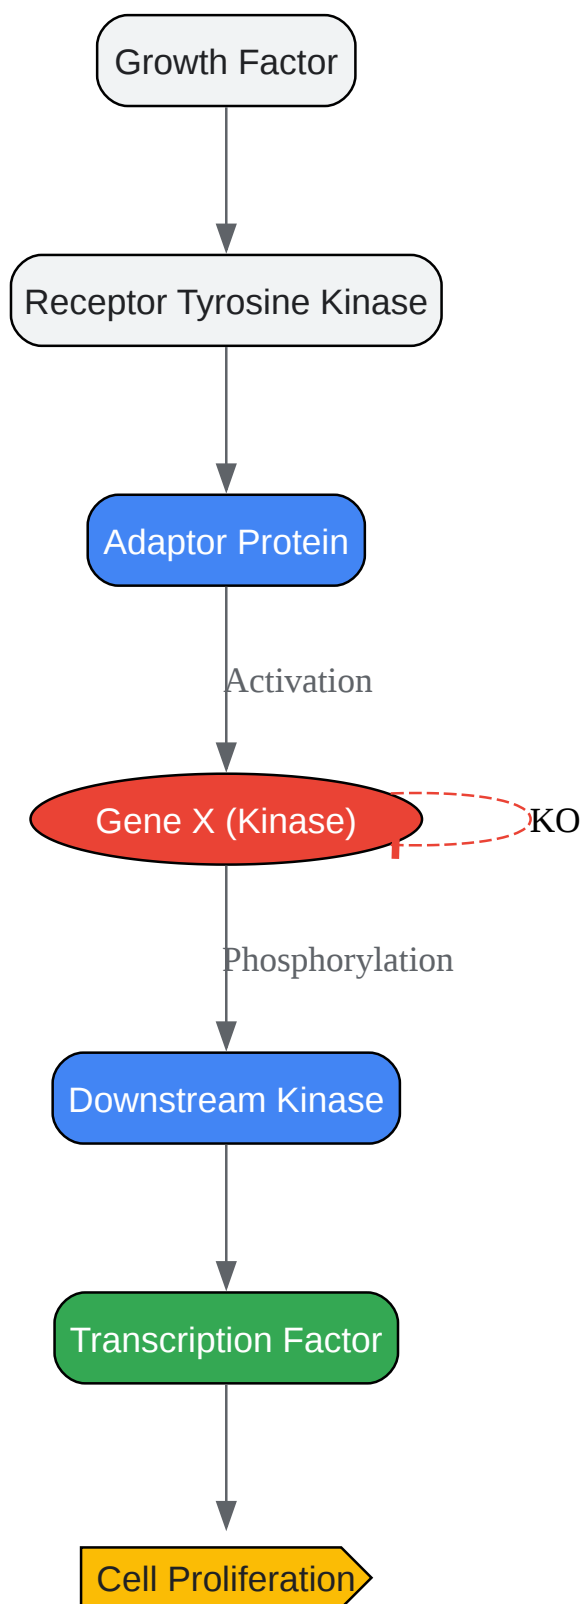 Growth Factor
Receptor Tyrosine Kinase
Adaptor Protein
Activation
Gene X (Kinase)
KO
Phosphorylation
Downstream Kinase
Transcription Factor
Cell Proliferation